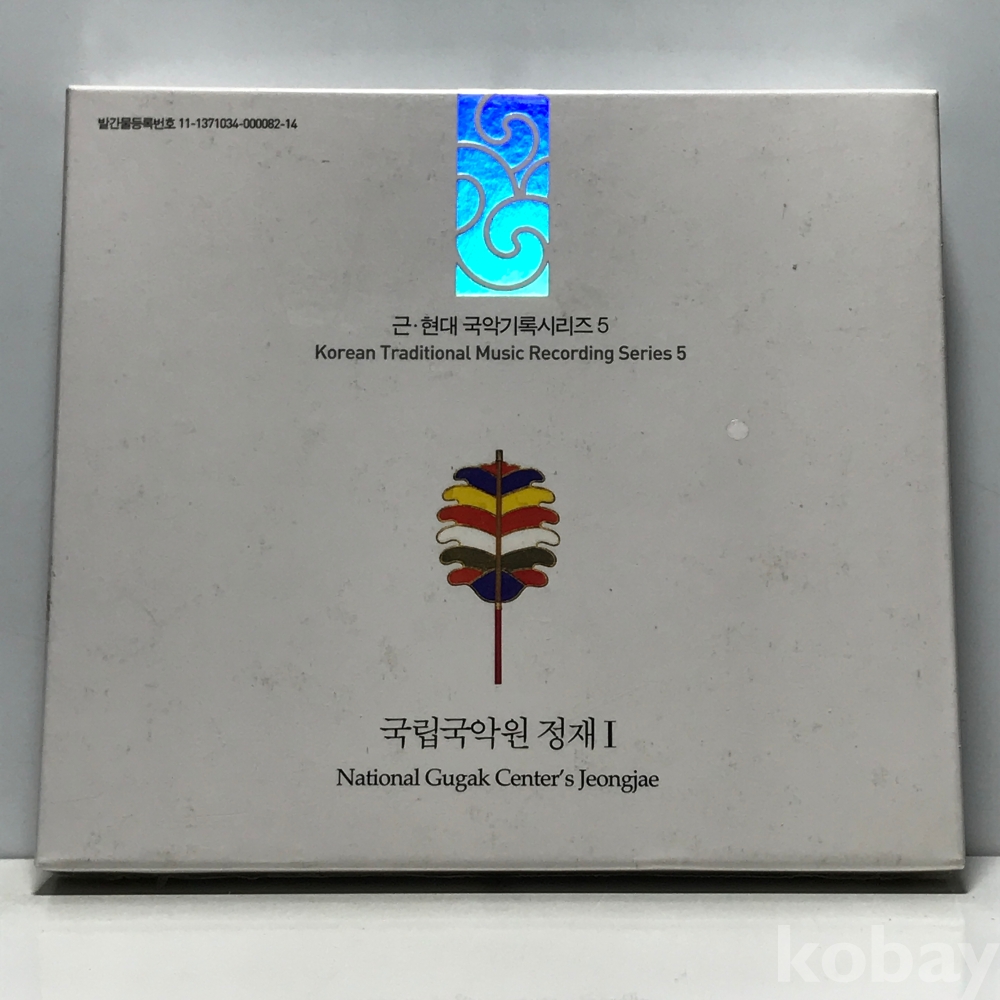 발간물등록번호 11-1371034-000082-14
근·현대 국악기록시리즈 5
Korean Traditional Music Recording Series 5
국립국악원 정재 I
National Gugak Center's Jeongjae
kobay